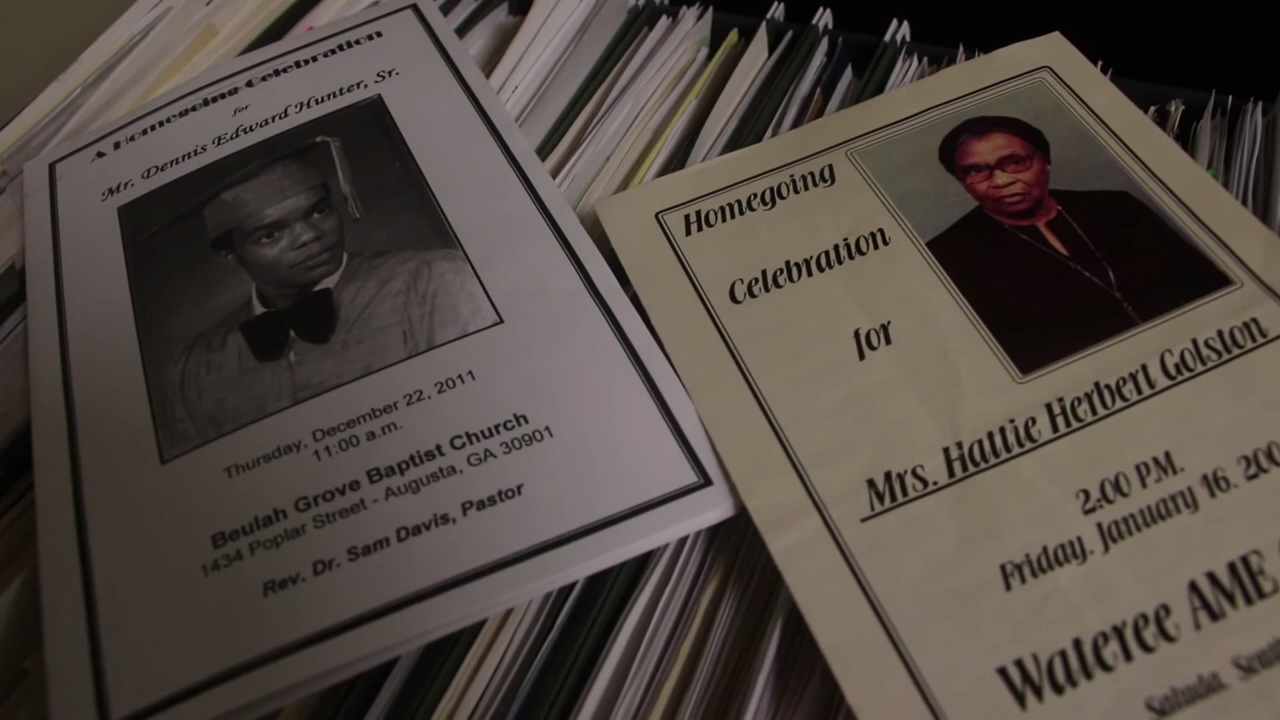 A Homegoing Celebration
for
Mr. Dennis Edward Hunter, Sr.
Thursday, December 22, 2011
11:00 a.m.
Beulah Grove Baptist Church
1434 Poplar Street - Augusta, GA 30901
Rev. Dr. Sam Davis, Pastor
Homegoing
Celebration
for
Mrs. Hattie Herbert Golston
2:00 P.M.
Friday, January 16, 200
Wateree AME